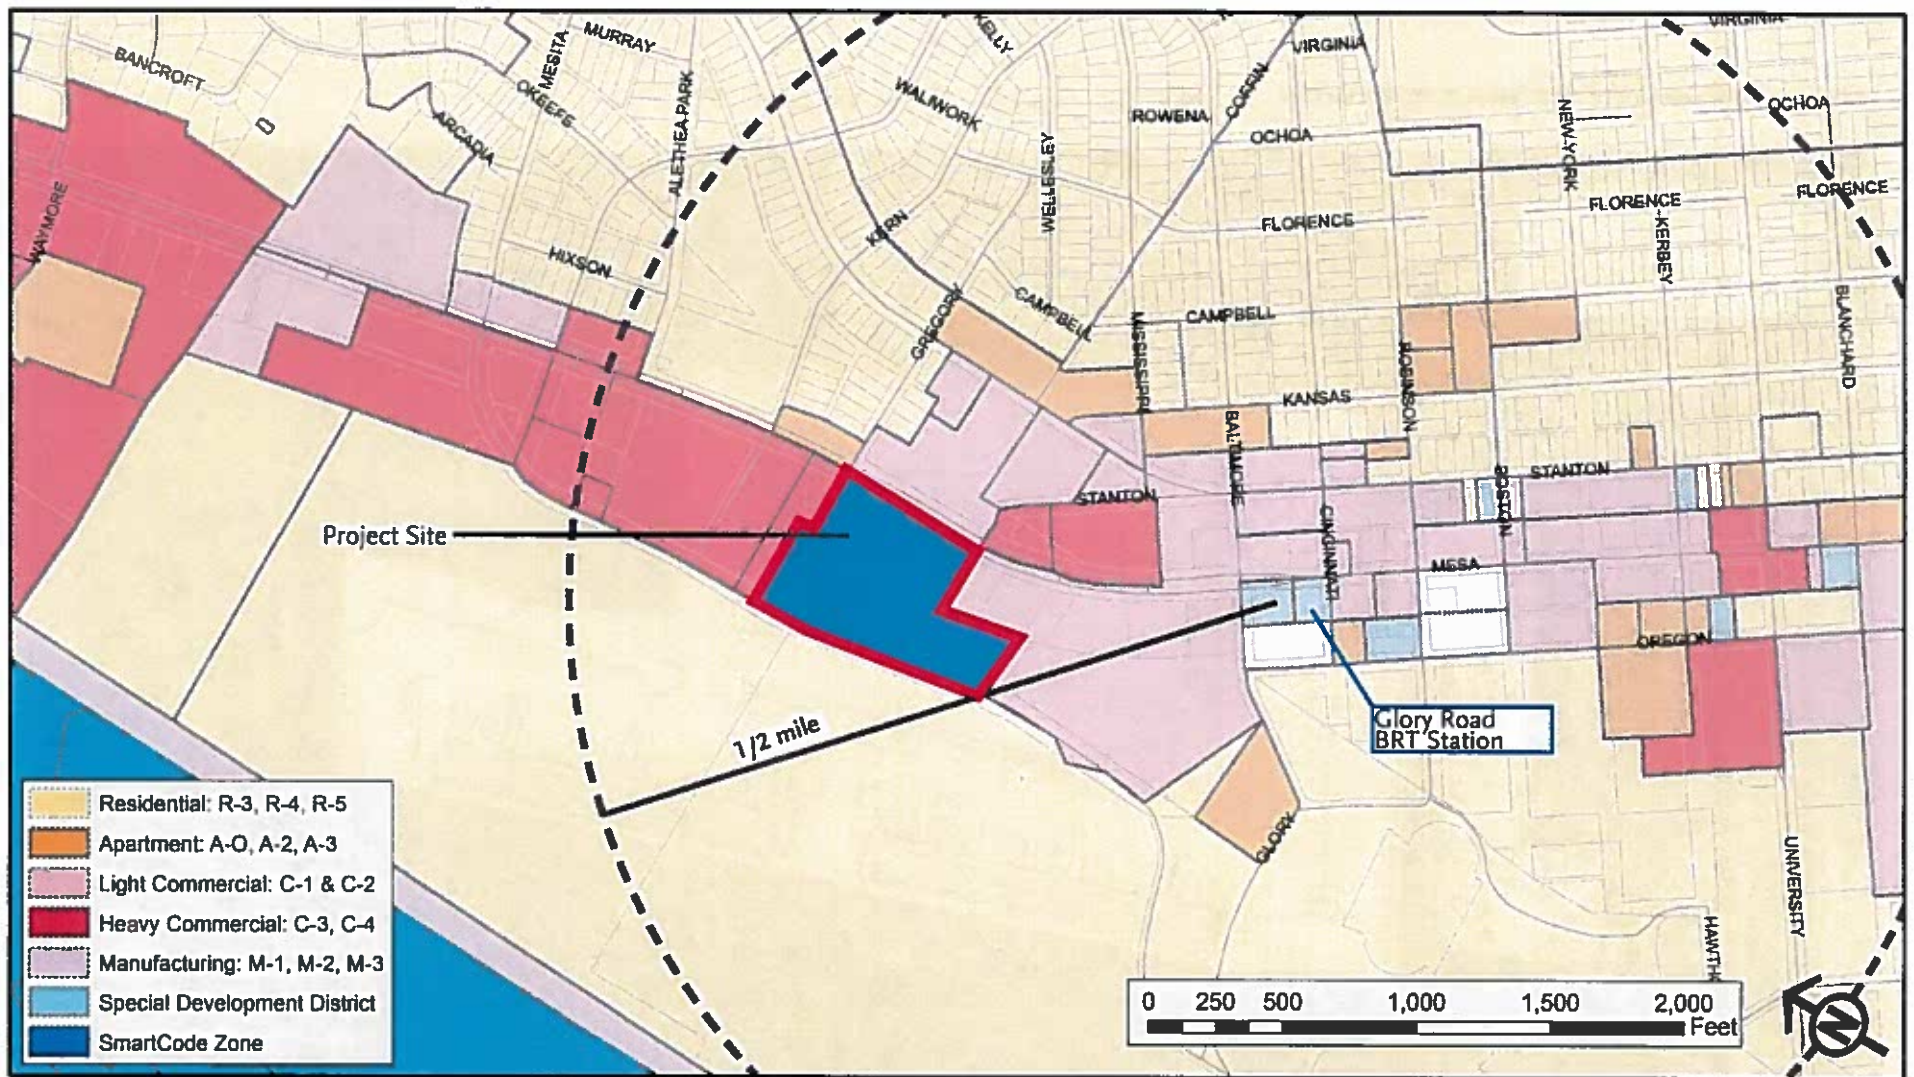 VIRGINIA
MURRAY
KELLY
VIRGINIA
BANCROFT
MESITA
OKEEFE
ALETHEA PARK
WALIWORK
COFFIN
ROWENA
OCHOA
NEW YORK
OCHOA
ARCADIA
WELLESLEY
WAYMORE
FLORENCE
FLORENCE
FLORENCE
KERN
KERBEY
HIXSON
GREGORY
CAMPBELL
CAMPBELL
MISSISSIPPI
BLANCHARD
ROBINSON
KANSAS
BALTIMORE
STANTON
STANTON
BOSTON
CINCINNATI
Project Site
MESA
OREGON
1/2 mile
Glory Road
BRT Station
GLORY
UNIVERSITY
Residential: R-3, R-4, R-5
Apartment: A-O, A-2, A-3
Light Commercial: C-1 & C-2
Heavy Commercial: C-3, C-4
Manufacturing: M-1, M-2, M-3
Special Development District
SmartCode Zone
0 250 500 1,000 1,500 2,000
Feet
N